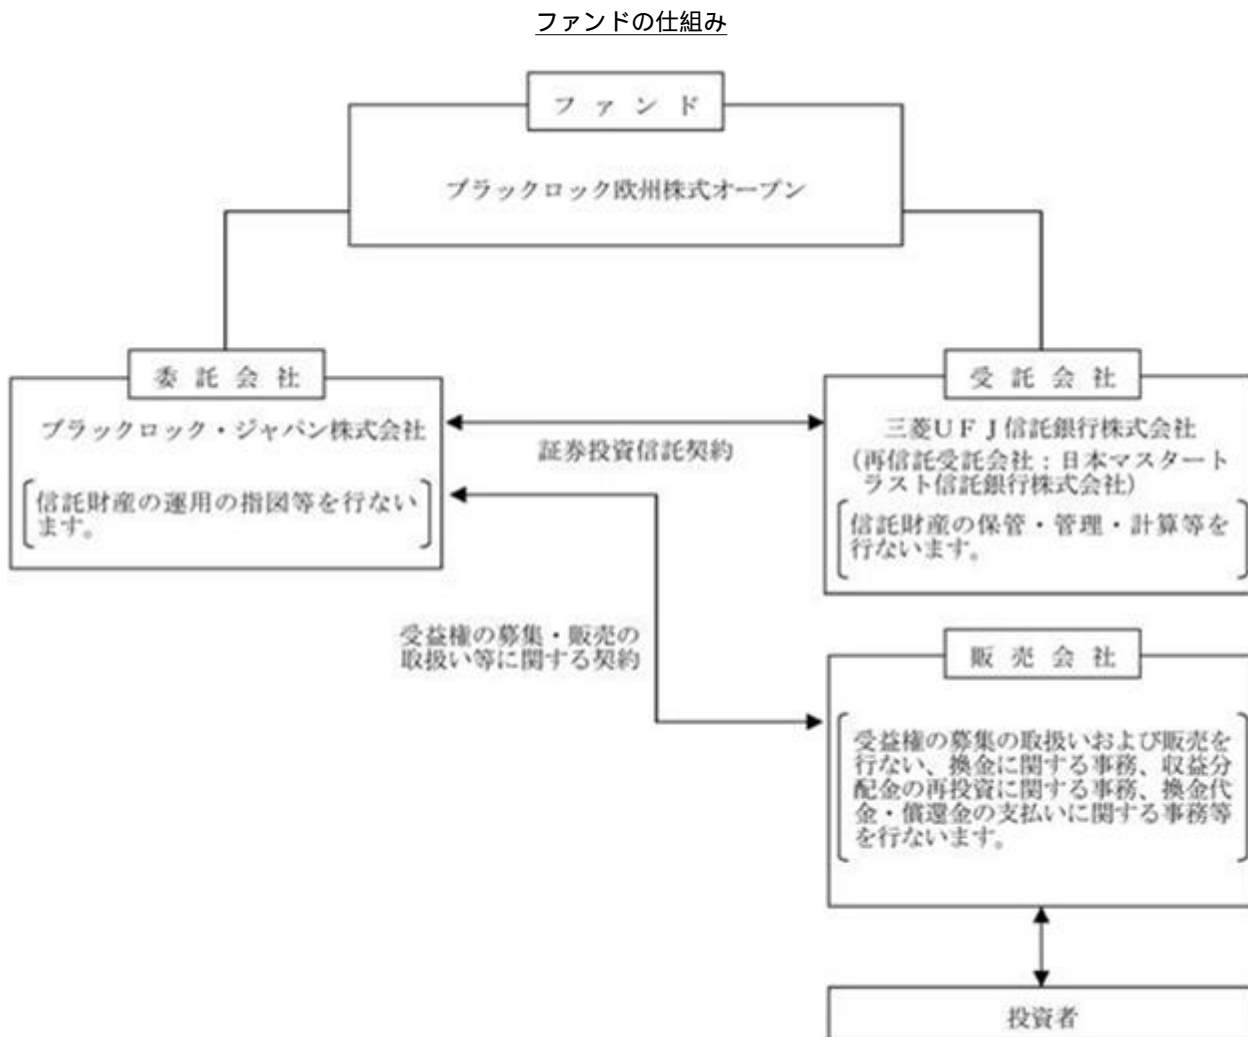 ファンドの仕組み
ファンド
ブラックロック欧州株式オープン
委託会社
ブラックロック・ジャパン株式会社
信託財産の運用の指図等を行ない
ます。
証券投資信託契約
受託会社
三菱UFJ信託銀行株式会社
(再信託受託会社:日本マスタート
ラスト信託銀行株式会社)
信託財産の保管・管理・計算等を
行ないます。
受益権の募集・販売の
取扱い等に関する契約
販売会社
受益権の募集の取扱いおよび販売を
行ない、換金に関する事務、収益分
配金の再投資に関する事務、換金代
金・償還金の支払いに関する事務等
を行ないます。
投資者